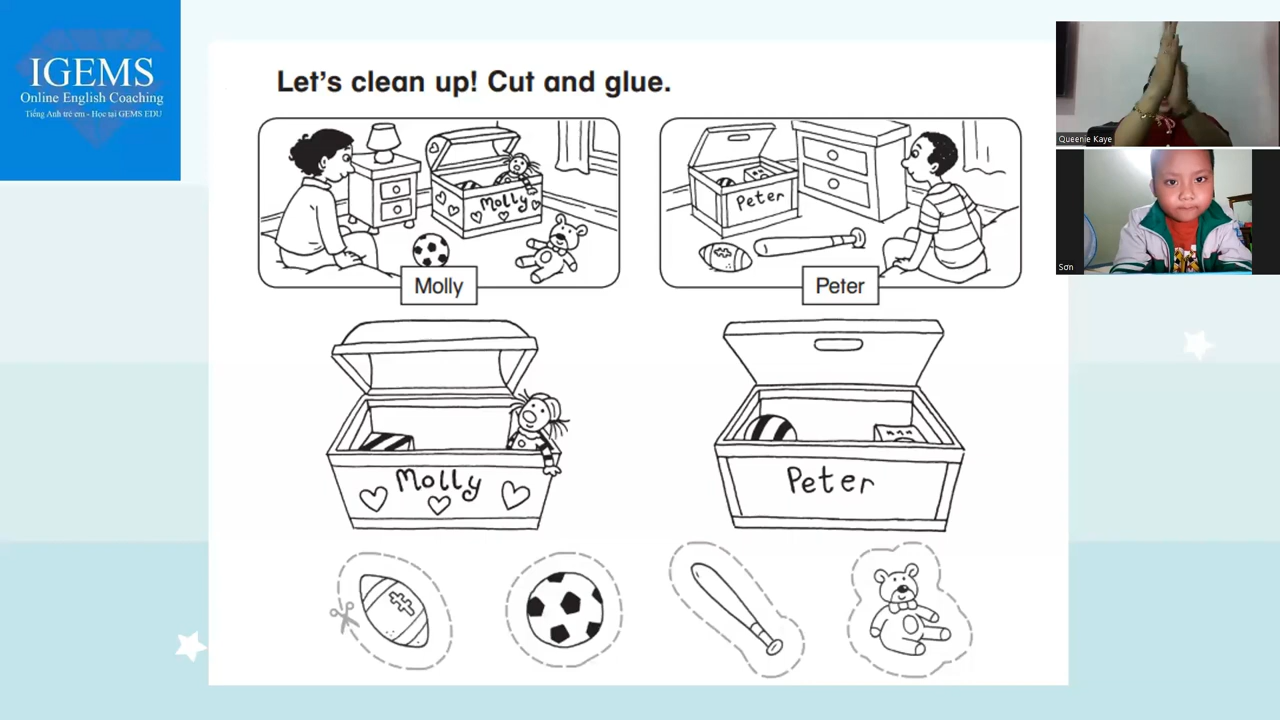 IGEMS
Online English Coaching
Tiếng Anh trẻ em - Học tại GEMS EDU
Let's clean up! Cut and glue.
Molly
Peter
Molly
Peter
Molly
Peter
Queenie Kaye
Sơn